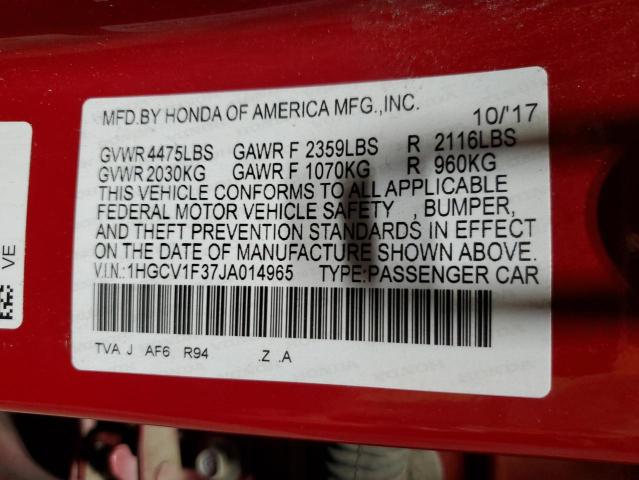 MFD.BY HONDA OF AMERICA MFG.,INC. 10/'17
GVWR 4475LBS GAWR F 2359LBS R 2116LBS
GVWR 2030KG GAWR F 1070KG R 960KG
THIS VEHICLE CONFORMS TO ALL APPLICABLE
FEDERAL MOTOR VEHICLE SAFETY , BUMPER,
AND THEFT PREVENTION STANDARDS IN EFFECT
ON THE DATE OF MANUFACTURE SHOWN ABOVE.
V.I.N.:1HGCV1F37JA014965 TYPE:PASSENGER CAR
TVA J AF6 R94 .Z .A
VE